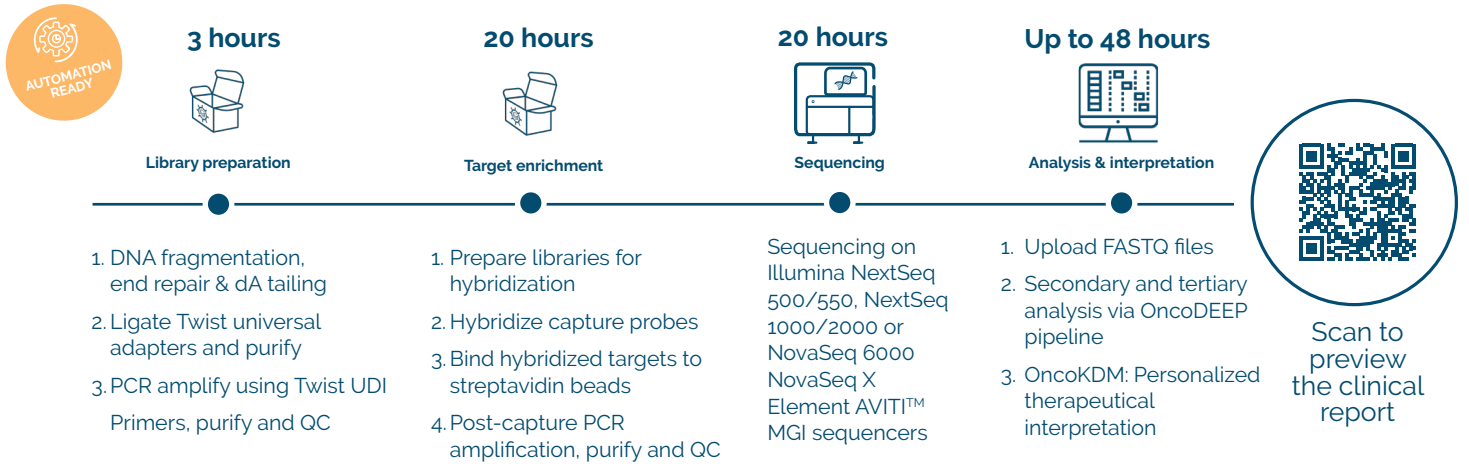 AUTOMATION
READY
3 hours
Library preparation
1. DNA fragmentation,
end repair & dA tailing
2. Ligate Twist universal
adapters and purify
3. PCR amplify using Twist UDI
Primers, purify and QC
20 hours
Target enrichment
1. Prepare libraries for
hybridization
2. Hybridize capture probes
3. Bind hybridized targets to
streptavidin beads
4. Post-capture PCR
amplification, purify and QC
20 hours
Sequencing
Sequencing on
Illumina NextSeq
500/550, NextSeq
1000/2000 or
NovaSeq 6000
NovaSeq X
Element AVITI™
MGI sequencers
Up to 48 hours
Analysis & interpretation
1. Upload FASTQ files
2. Secondary and tertiary
analysis via OncoDEEP
pipeline
3. OncoKDM: Personalized
therapeutical
interpretation
Scan to
preview
the clinical
report